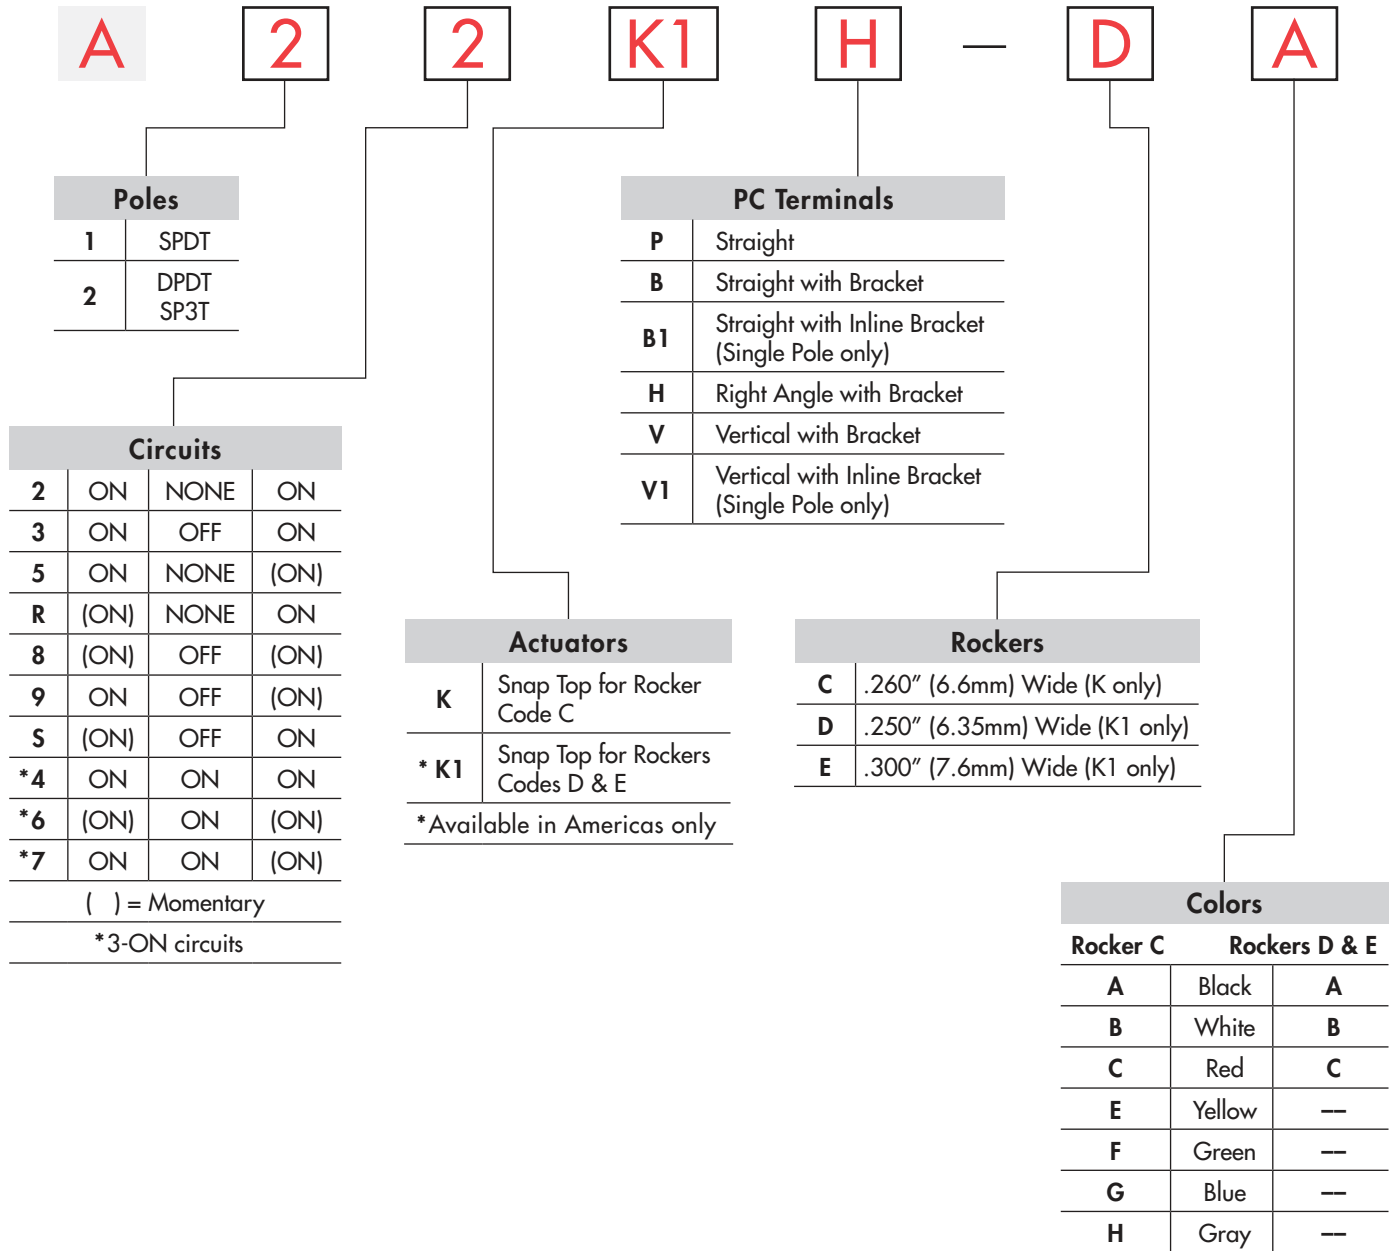 A 2 2 K1 H — D A
Poles
1 SPDT
2 DPDT
SP3T
PC Terminals
P Straight
B Straight with Bracket
B1 Straight with Inline Bracket
(Single Pole only)
H Right Angle with Bracket
V Vertical with Bracket
V1 Vertical with Inline Bracket
(Single Pole only)
Circuits
2 ON NONE ON
3 ON OFF ON
5 ON NONE (ON)
R (ON) NONE ON
8 (ON) OFF (ON)
9 ON OFF (ON)
S (ON) OFF ON
*4 ON ON ON
*6 (ON) ON (ON)
*7 ON ON (ON)
( ) = Momentary
*3-ON circuits
Actuators
K Snap Top for Rocker
Code C
* K1 Snap Top for Rockers
Codes D & E
*Available in Americas only
Rockers
C .260" (6.6mm) Wide (K only)
D .250" (6.35mm) Wide (K1 only)
E .300" (7.6mm) Wide (K1 only)
Colors
Rocker C Rockers D & E
A Black A
B White B
C Red C
E Yellow —
F Green —
G Blue —
H Gray —